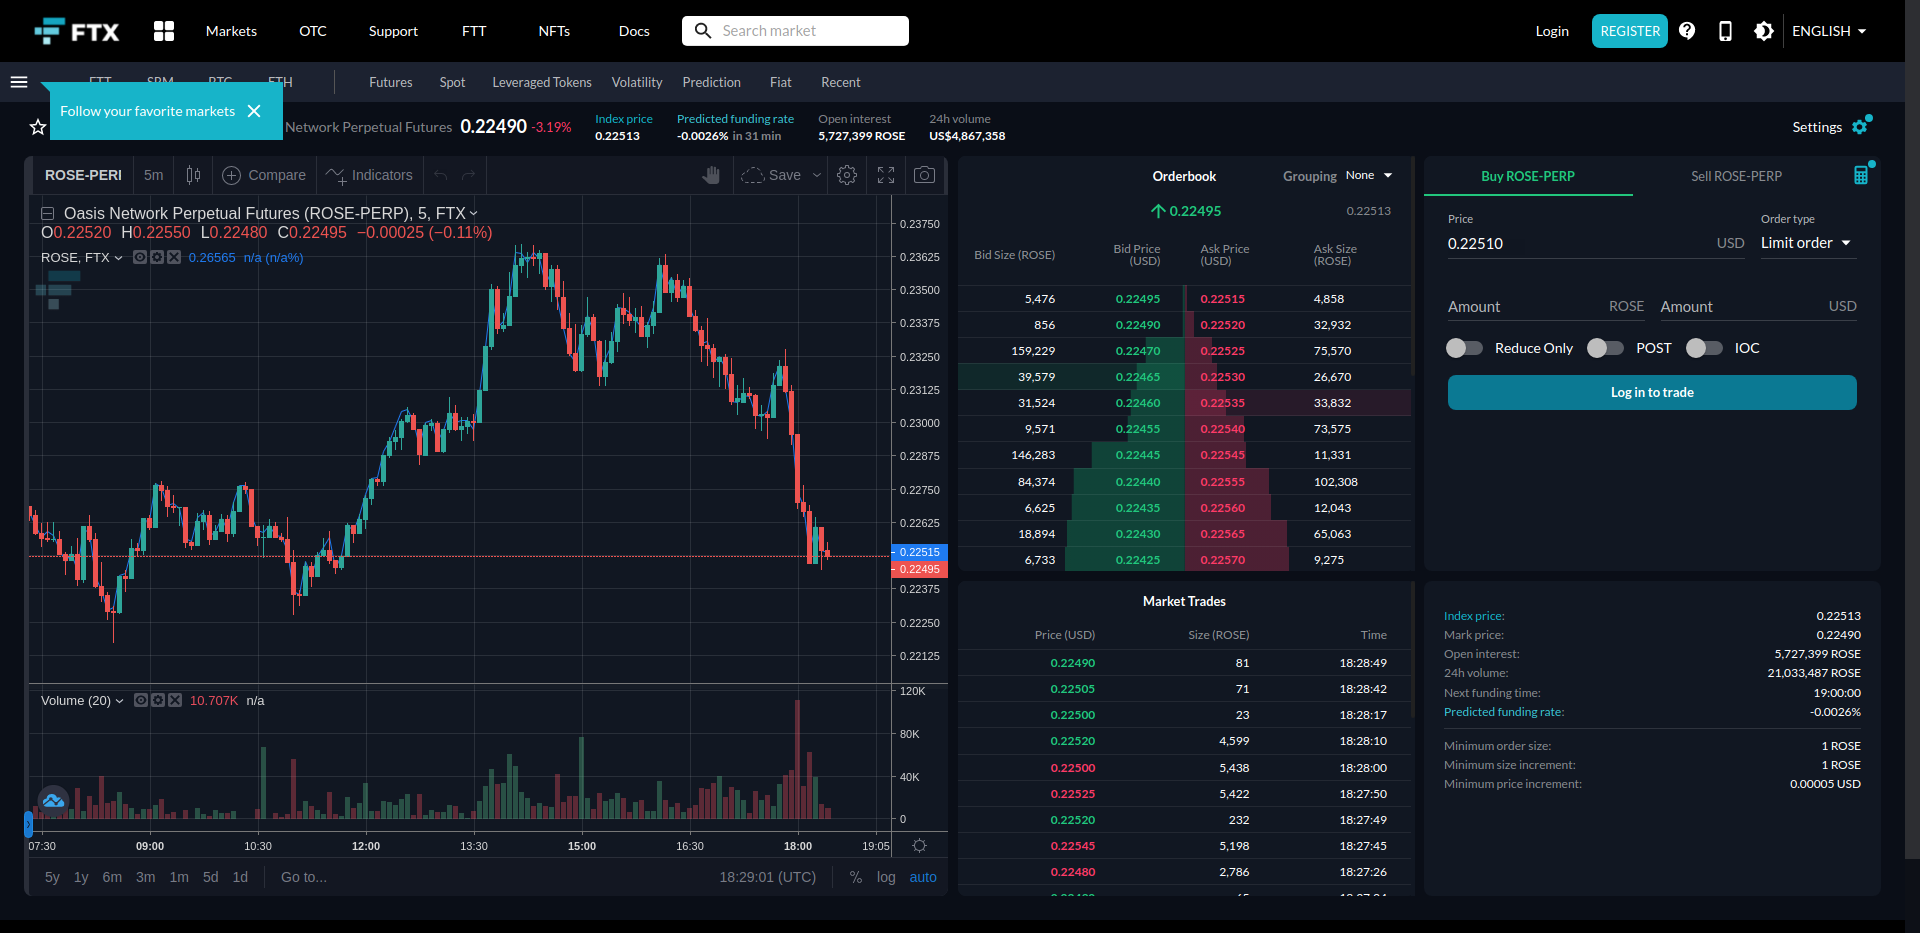 FTX
Markets
OTC
Support
FTT
NFTs
Docs
Search market
Login
REGISTER
ENGLISH
Futures
Spot
Leveraged Tokens
Volatility
Prediction
Fiat
Recent
Follow your favorite markets
Network Perpetual Futures
0.22490 -3.19%
Index price
0.22513
Predicted funding rate
-0.0026% in 31 min
Open interest
5,727,399 ROSE
24h volume
US$4,867,358
Settings
ROSE-PERI
5m
Compare
Indicators
Save
Oasis Network Perpetual Futures (ROSE-PERP), 5, FTX
O0.22520 H0.22550 L0.22480 C0.22495 −0.00025 (−0.11%)
ROSE, FTX 0.26565 n/a (n/a%)
0.23750
0.23625
0.23500
0.23375
0.23250
0.23125
0.23000
0.22875
0.22750
0.22625
0.22515
0.22495
0.22375
0.22250
0.22125
Volume (20) 10.707K n/a
120K
80K
40K
0
07:30 09:00 10:30 12:00 13:30 15:00 16:30 18:00 19:05
5y 1y 6m 3m 1m 5d 1d Go to...
18:29:01 (UTC) % log auto
Orderbook
Grouping None
0.22495 0.22513
Bid Size (ROSE) Bid Price (USD) Ask Price (USD) Ask Size (ROSE)
5,476 0.22495 0.22515 4,858
856 0.22490 0.22520 32,932
159,229 0.22470 0.22525 75,570
39,579 0.22465 0.22530 26,670
31,524 0.22460 0.22535 33,832
9,571 0.22455 0.22540 73,575
146,283 0.22445 0.22545 11,331
84,374 0.22440 0.22555 102,308
6,625 0.22435 0.22560 12,043
18,894 0.22430 0.22565 65,063
6,733 0.22425 0.22570 9,275
Market Trades
Price (USD) Size (ROSE) Time
0.22490 81 18:28:49
0.22505 71 18:28:42
0.22500 23 18:28:17
0.22520 4,599 18:28:10
0.22500 5,438 18:28:00
0.22525 5,422 18:27:50
0.22520 232 18:27:49
0.22545 5,198 18:27:45
0.22480 2,786 18:27:26
Buy ROSE-PERP
Sell ROSE-PERP
Price
0.22510 USD
Order type
Limit order
Amount ROSE
Amount USD
Reduce Only
POST
IOC
Log in to trade
Index price: 0.22513
Mark price: 0.22490
Open interest: 5,727,399 ROSE
24h volume: 21,033,487 ROSE
Next funding time: 19:00:00
Predicted funding rate: -0.0026%
Minimum order size: 1 ROSE
Minimum size increment: 1 ROSE
Minimum price increment: 0.00005 USD